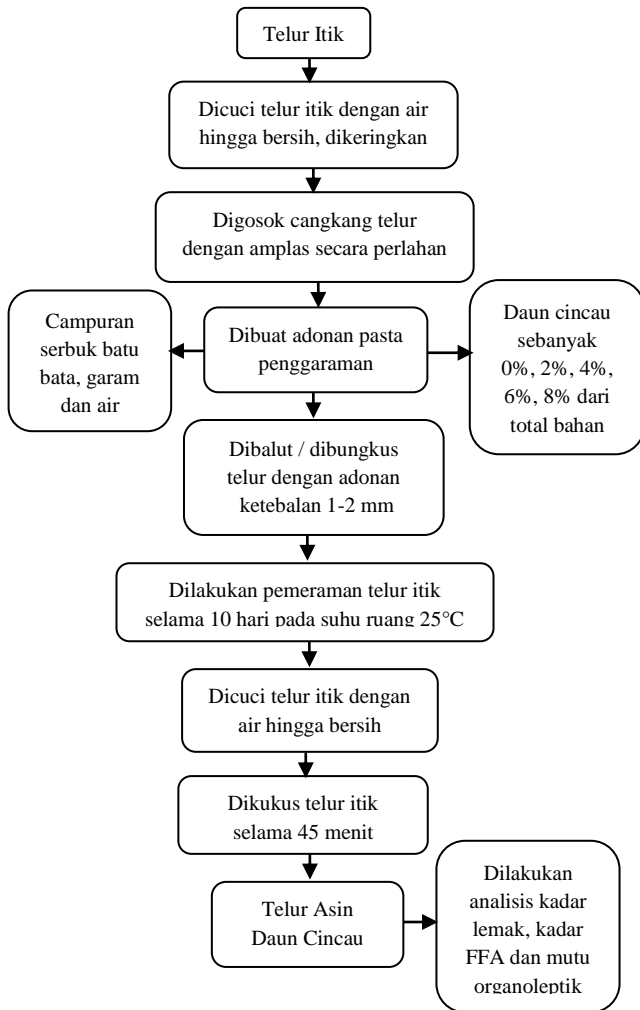 Telur Itik
Dicuci telur itik dengan air
hingga bersih, dikeringkan
Digosok cangkang telur
dengan amplas secara perlahan
Campuran
serbuk batu
bata, garam
dan air
Dibuat adonan pasta
penggaraman
Daun cincau
sebanyak
0%, 2%, 4%,
6%, 8% dari
total bahan
Dibalut / dibungkus
telur dengan adonan
ketebalan 1-2 mm
Dilakukan pemeraman telur itik
selama 10 hari pada suhu ruang 25°C
Dicuci telur itik dengan
air hingga bersih
Dikukus telur itik
selama 45 menit
Telur Asin
Daun Cincau
Dilakukan
analisis kadar
lemak, kadar
FFA dan mutu
organoleptik